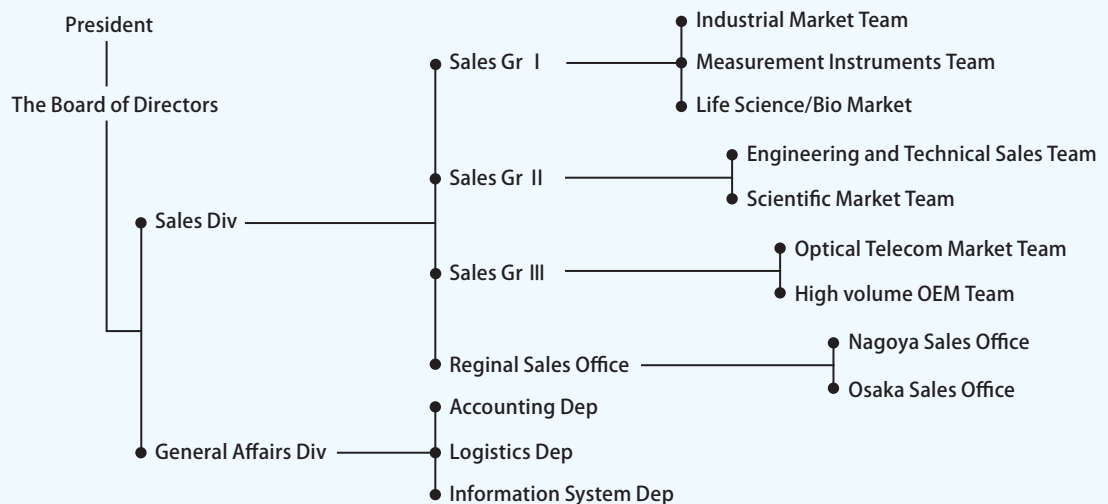 President
The Board of Directors
Sales Div
General Affairs Div
Sales Gr Ⅰ
Sales Gr Ⅱ
Sales Gr Ⅲ
Reginal Sales Office
Accounting Dep
Logistics Dep
Information System Dep
Industrial Market Team
Measurement Instruments Team
Life Science/Bio Market
Engineering and Technical Sales Team
Scientific Market Team
Optical Telecom Market Team
High volume OEM Team
Nagoya Sales Office
Osaka Sales Office